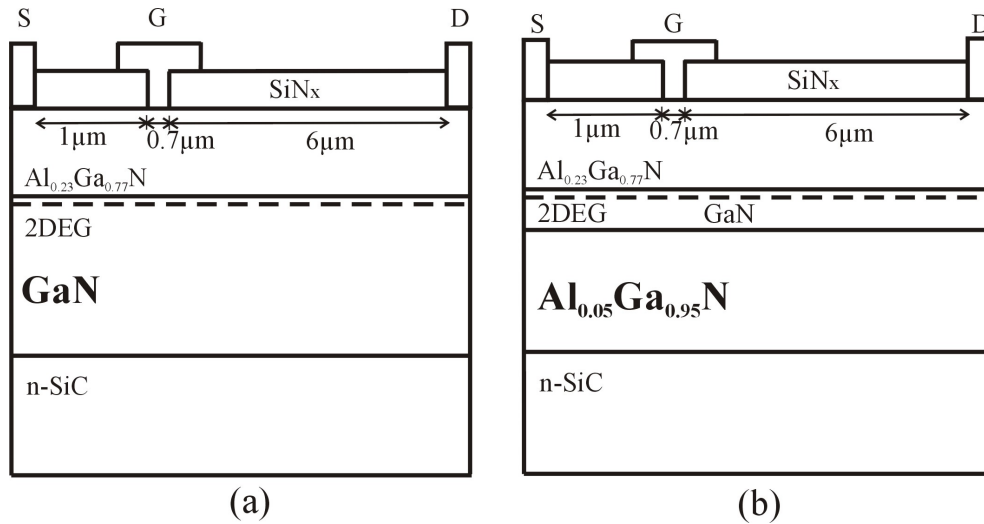 S G D
SiNx
1μm 0.7μm 6μm
Al0.23Ga0.77N
2DEG
GaN
n-SiC
(a)
S G D
SiNx
1μm 0.7μm 6μm
Al0.23Ga0.77N
2DEG GaN
Al0.05Ga0.95N
n-SiC
(b)